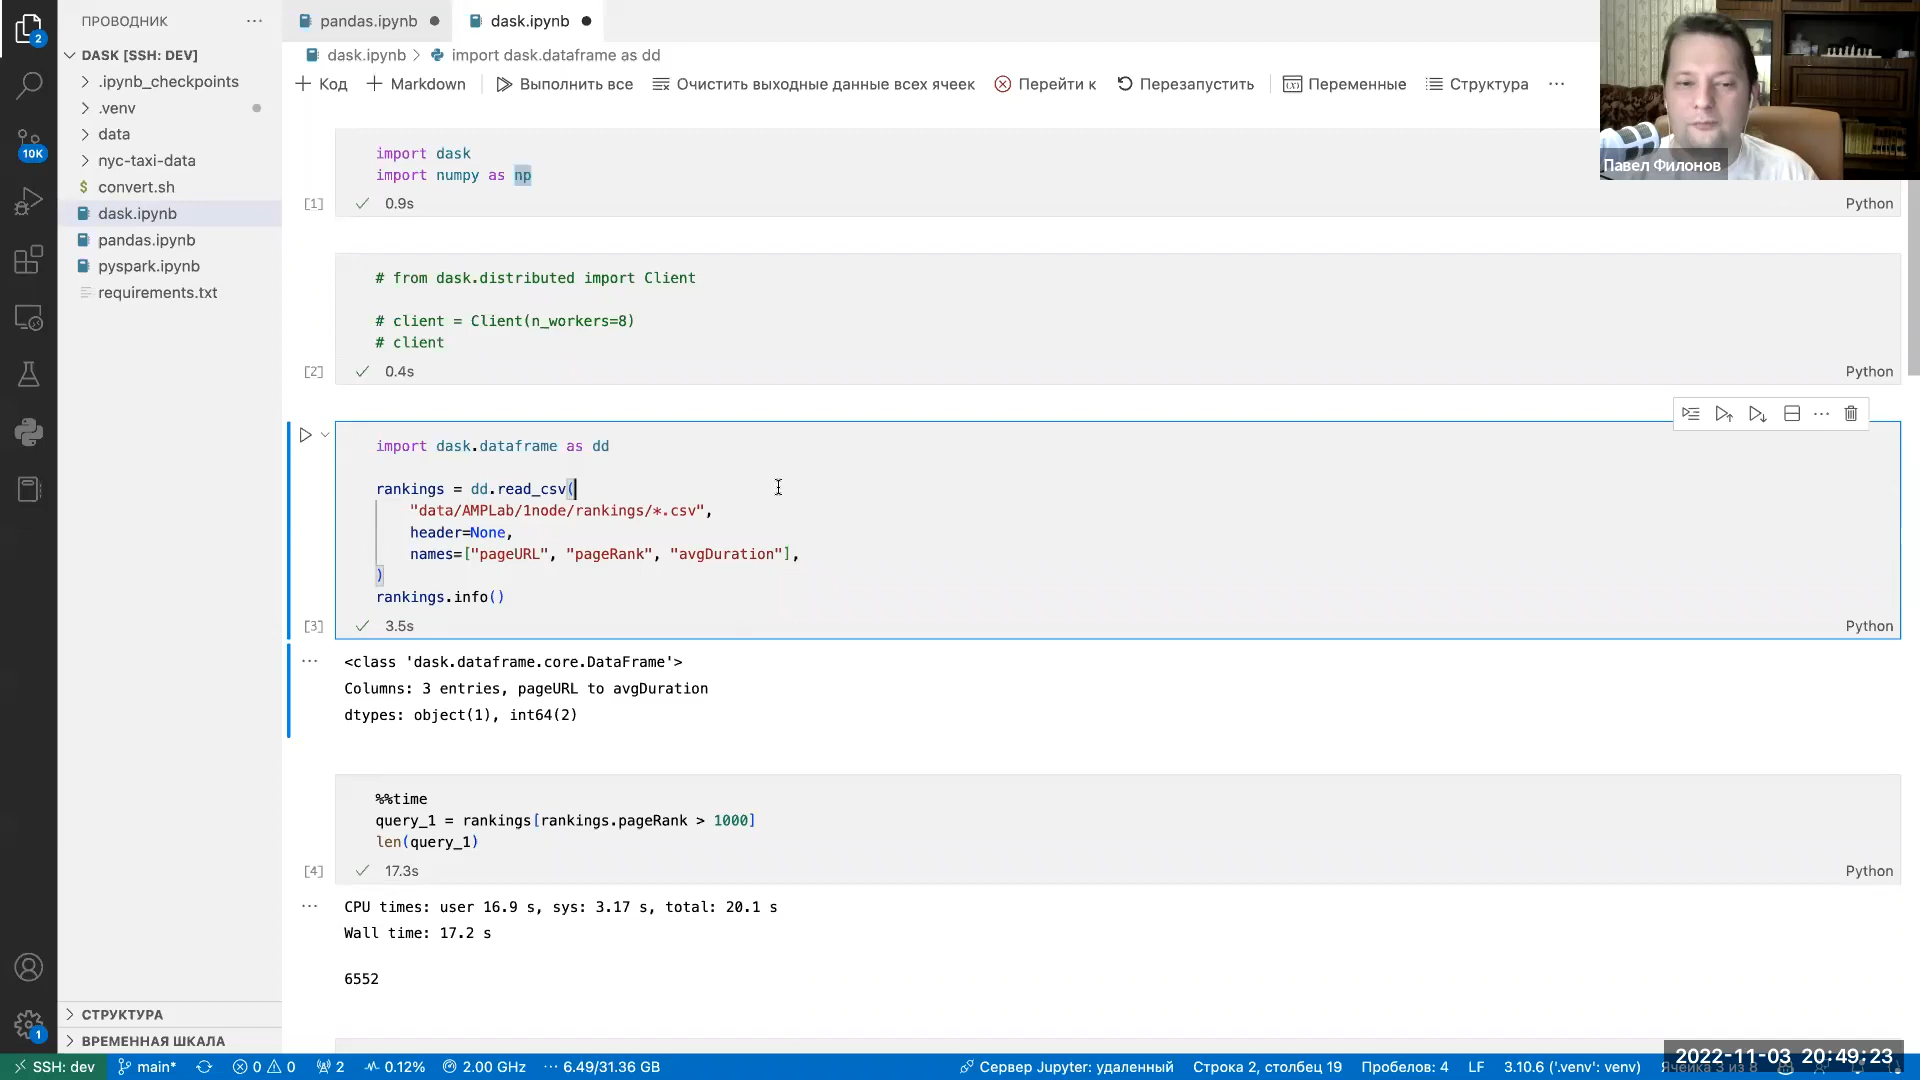 ПРОВОДНИК
pandas.ipynb
dask.ipynb
DASK [SSH: DEV]
dask.ipynb
import dask.dataframe as dd
.ipynb_checkpoints
Код
Markdown
Выполнить все
Очистить выходные данные всех ячеек
Перейти к
Перезапустить
Переменные
Структура
.venv
data
nyc-taxi-data
convert.sh
dask.ipynb
pandas.ipynb
pyspark.ipynb
requirements.txt
2
10K
1
Павел Филонов
import dask
import numpy as np
[1]
0.9s
Python
# from dask.distributed import Client
# client = Client(n_workers=8)
# client
[2]
0.4s
Python
import dask.dataframe as dd
rankings = dd.read_csv(
"data/AMPLab/1node/rankings/*.csv",
header=None,
names=["pageURL", "pageRank", "avgDuration"],
)
rankings.info()
[3]
3.5s
Python
<class 'dask.dataframe.core.DataFrame'>
Columns: 3 entries, pageURL to avgDuration
dtypes: object(1), int64(2)
%%time
query_1 = rankings[rankings.pageRank > 1000]
len(query_1)
[4]
17.3s
Python
CPU times: user 16.9 s, sys: 3.17 s, total: 20.1 s
Wall time: 17.2 s
6552
СТРУКТУРА
ВРЕМЕННАЯ ШКАЛА
SSH: dev
main*
0
0
2
0.12%
2.00 GHz
6.49/31.36 GB
Сервер Jupyter: удаленный
Строка 2, столбец 19
Пробелов: 4
LF
3.10.6 ('.venv': venv)
Ячейка 3 из 8
2022-11-03 20:49:23